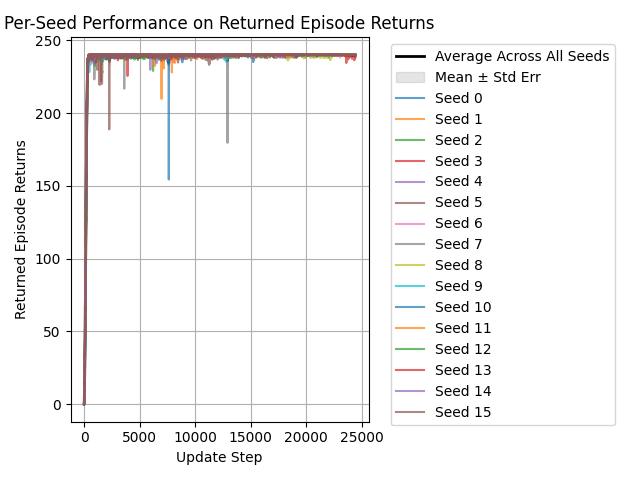 Per-Seed Performance on Returned Episode Returns
250
200
150
100
50
0
Returned Episode Returns
0 5000 10000 15000 20000 25000
Update Step
Average Across All Seeds
Mean ± Std Err
Seed 0
Seed 1
Seed 2
Seed 3
Seed 4
Seed 5
Seed 6
Seed 7
Seed 8
Seed 9
Seed 10
Seed 11
Seed 12
Seed 13
Seed 14
Seed 15